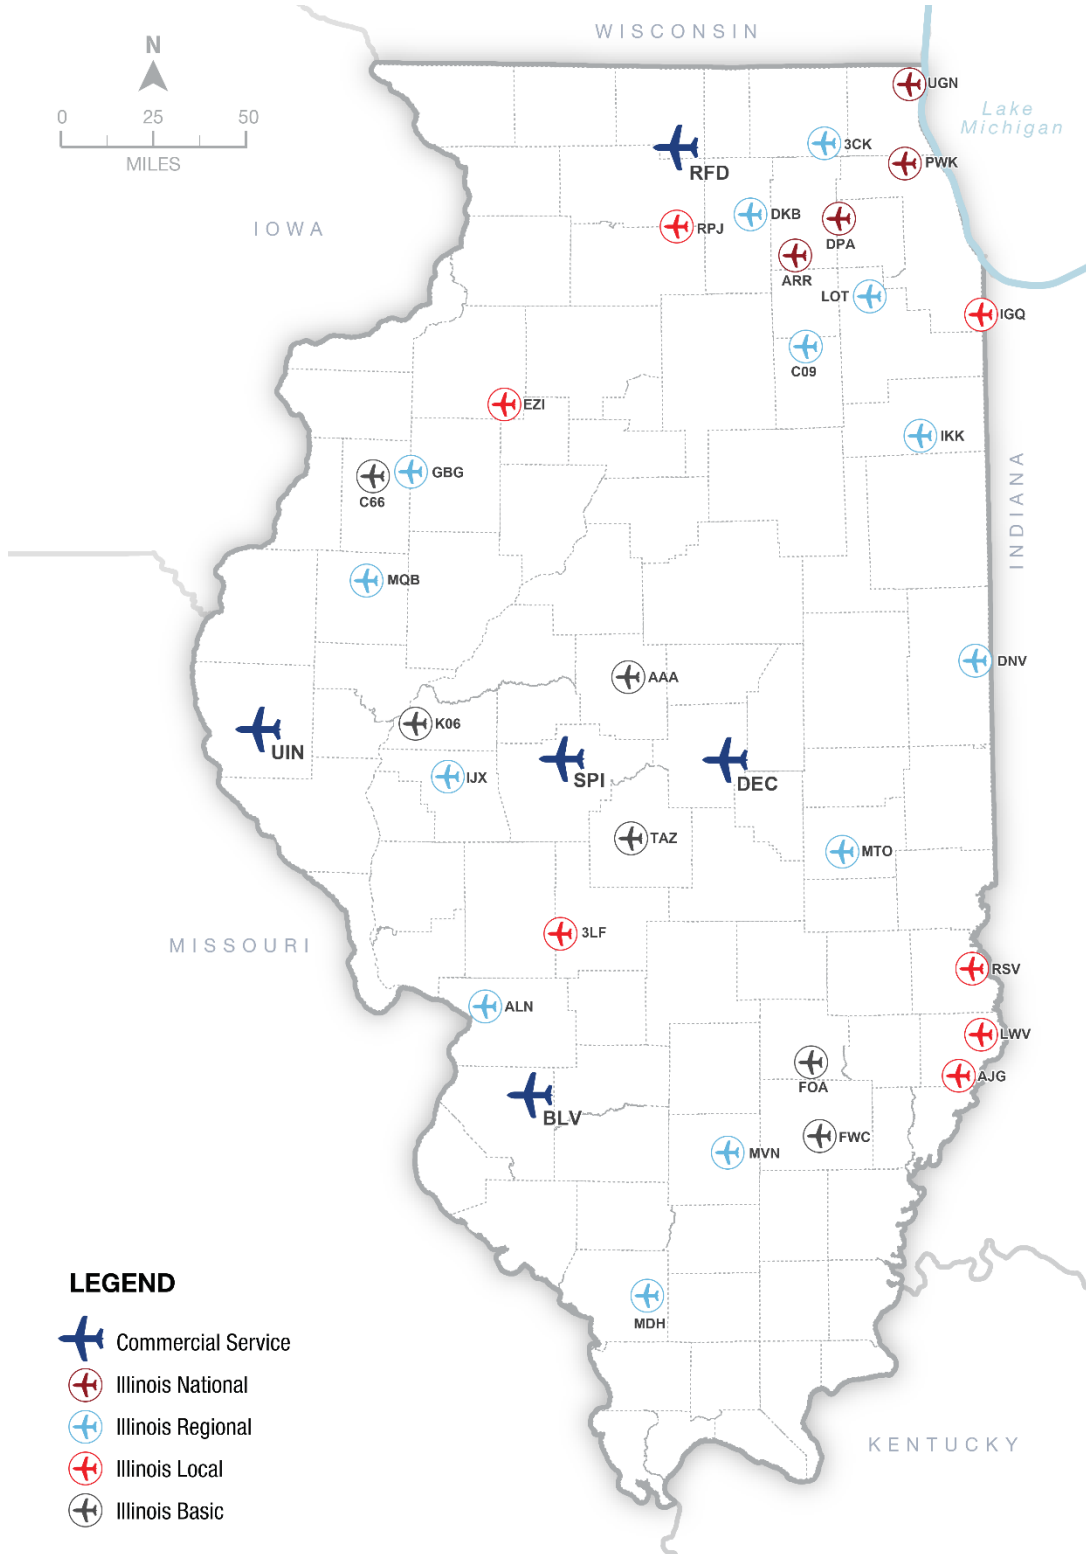 WISCONSIN
N
0 25 50
MILES
UGN
Lake
Michigan
3CK
PWK
RFD
IOWA
DKB
RPJ
DPA
ARR
LOT
IGQ
C09
EZI
IKK
INDIANA
GBG
C66
MQB
DNV
AAA
K06
UIN
IJX
SPI
DEC
TAZ
MTO
3LF
MISSOURI
RSV
ALN
LWV
AJG
FOA
BLV
FWC
MVN
MDH
LEGEND
Commercial Service
Illinois National
Illinois Regional
Illinois Local
Illinois Basic
KENTUCKY